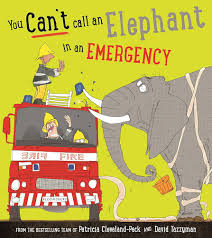 You Can't call an Elephant
in an EMERGENCY
FIRE
FROM THE BESTSELLING TEAM OF Patricia Cleveland-Peck AND David Tazzyman